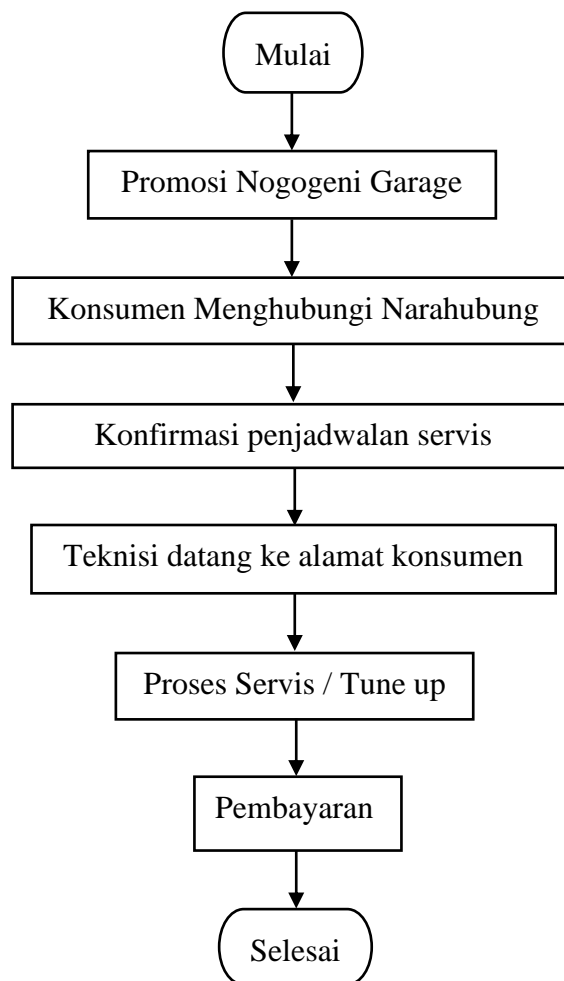 Mulai
Promosi Nogogeni Garage
Konsumen Menghubungi Narahubung
Konfirmasi penjadwalan servis
Teknisi datang ke alamat konsumen
Proses Servis / Tune up
Pembayaran
Selesai